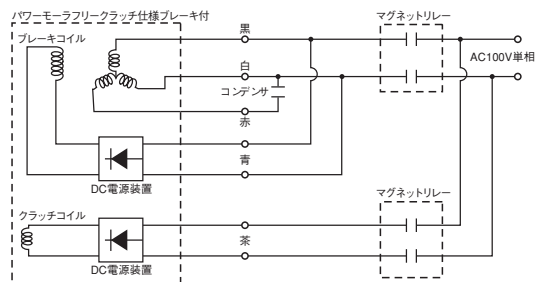 パワーモーラフリークラッチ仕様ブレーキ付
マグネットリレー
黒
ブレーキコイル
AC100V単相
白
コンデンサ
赤
青
DC電源装置
マグネットリレー
クラッチコイル
茶
DC電源装置